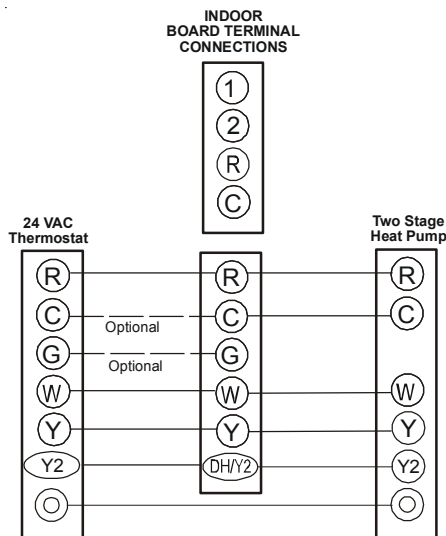 INDOOR
BOARD TERMINAL
CONNECTIONS
1
2
R
C
24 VAC
Thermostat
Two Stage
Heat Pump
R R R
C Optional C C
G Optional G
W W W
Y Y Y
Y2 DH/Y2 Y2
O O